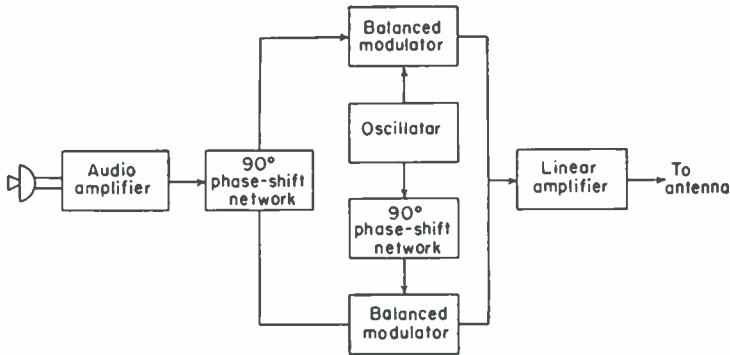 Balanced
modulator
Oscillator
Audio
amplifier
90°
phase-shift
network
90°
phase-shift
network
Linear
amplifier
To
antenna
Balanced
modulator